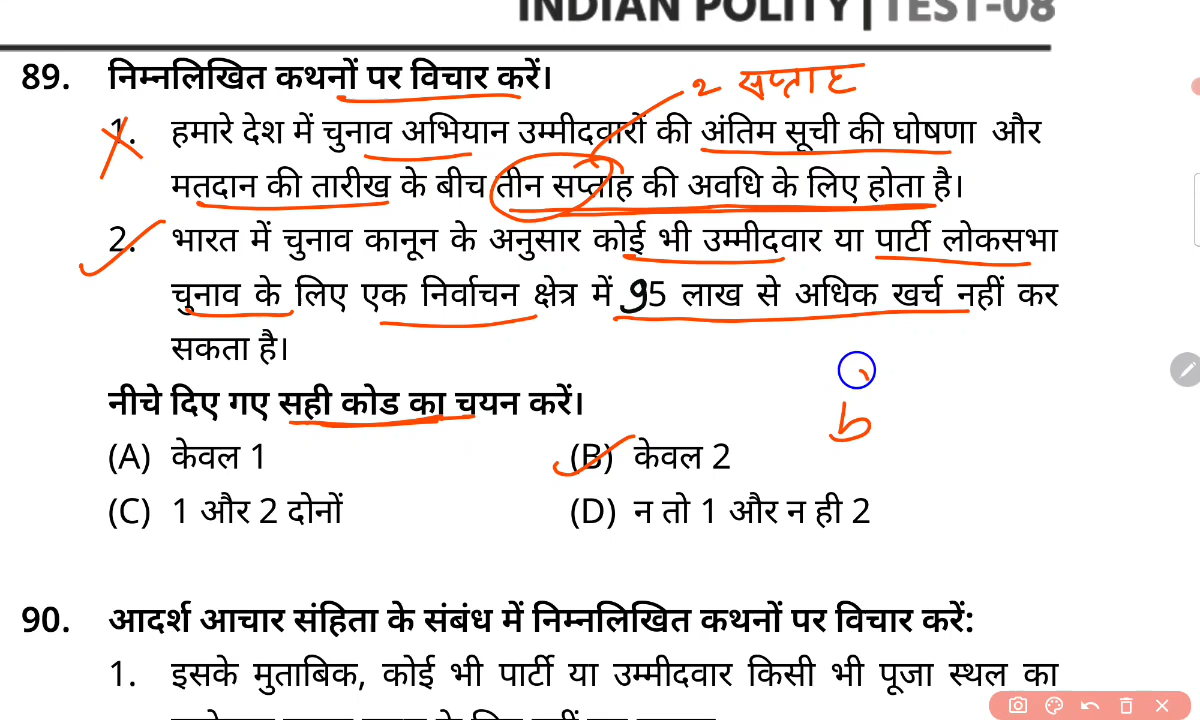 INDIAN POLITY | TEST-08
89. निम्नलिखित कथनों पर विचार करें।
2 सप्ताह
1. हमारे देश में चुनाव अभियान उम्मीदवारों की अंतिम सूची की घोषणा और
मतदान की तारीख के बीच तीन सप्ताह की अवधि के लिए होता है।
2. भारत में चुनाव कानून के अनुसार कोई भी उम्मीदवार या पार्टी लोकसभा
चुनाव के लिए एक निर्वाचन क्षेत्र में 95 लाख से अधिक खर्च नहीं कर
सकता है।
नीचे दिए गए सही कोड का चयन करें।
b
(A) केवल 1 (B) केवल 2
(C) 1 और 2 दोनों (D) न तो 1 और न ही 2
90. आदर्श आचार संहिता के संबंध में निम्नलिखित कथनों पर विचार करें:
1. इसके मुताबिक, कोई भी पार्टी या उम्मीदवार किसी भी पूजा स्थल का